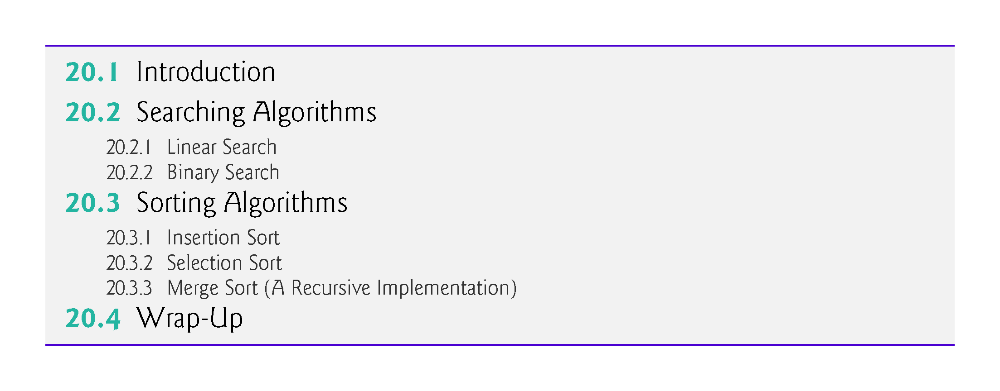 20.1 Introduction
20.2 Searching Algorithms
20.2.1 Linear Search
20.2.2 Binary Search
20.3 Sorting Algorithms
20.3.1 Insertion Sort
20.3.2 Selection Sort
20.3.3 Merge Sort (A Recursive Implementation)
20.4 Wrap-Up